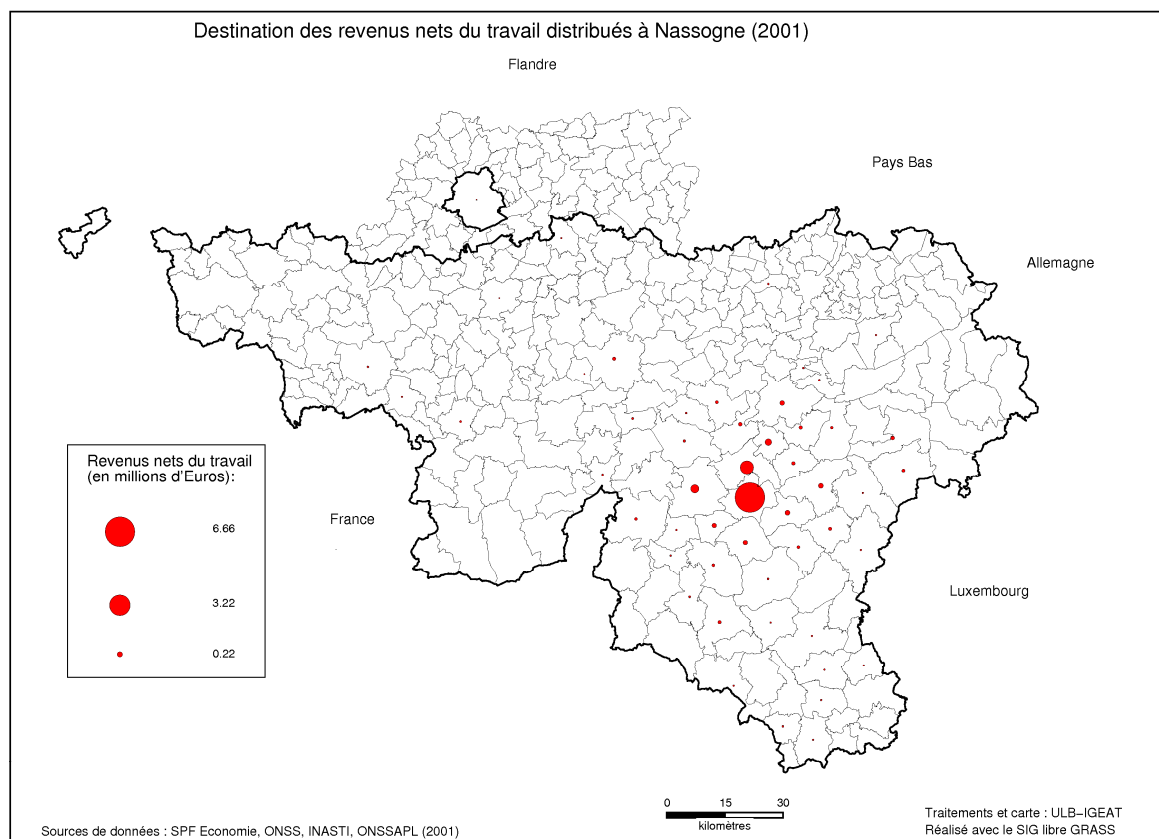 Destination des revenus nets du travail distribués à Nassogne (2001)
Flandre
Pays Bas
Allemagne
Revenus nets du travail
(en millions d'Euros):
6.66
3.22
0.22
France
Luxembourg
0 15 30
kilomètres
Sources de données : SPF Economie, ONSS, INASTI, ONSSAPL (2001)
Traitements et carte : ULB-IGEAT
Réalisé avec le SIG libre GRASS